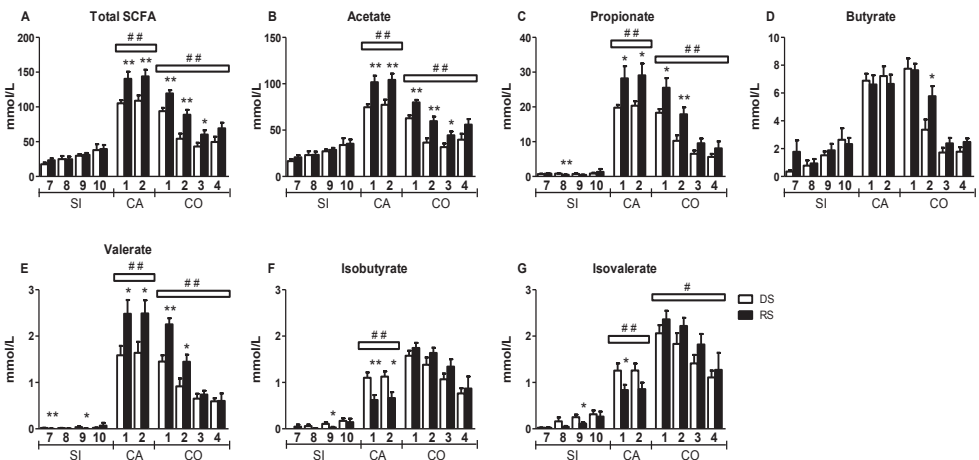 A Total SCFA
mmol/L
200
150
100
50
0
# #
# #
** ** ** ** *
7 8 9 10 1 2 1 2 3 4
SI CA CO
B Acetate
mmol/L
150
100
50
0
# #
# #
** ** ** ** *
7 8 9 10 1 2 1 2 3 4
SI CA CO
C Propionate
mmol/L
40
30
20
10
0
# #
# #
** * * * **
7 8 9 10 1 2 1 2 3 4
SI CA CO
D Butyrate
mmol/L
10
8
6
4
2
0
*
7 8 9 10 1 2 1 2 3 4
SI CA CO
E Valerate
mmol/L
3
2
1
0
# #
# #
** * * * ** *
7 8 9 10 1 2 1 2 3 4
SI CA CO
F Isobutyrate
3
2
1
0
# #
* ** *
7 8 9 10 1 2 1 2 3 4
SI CA CO
G Isovalerate
3
2
1
0
# #
#
* *
7 8 9 10 1 2 1 2 3 4
SI CA CO
DS
RS